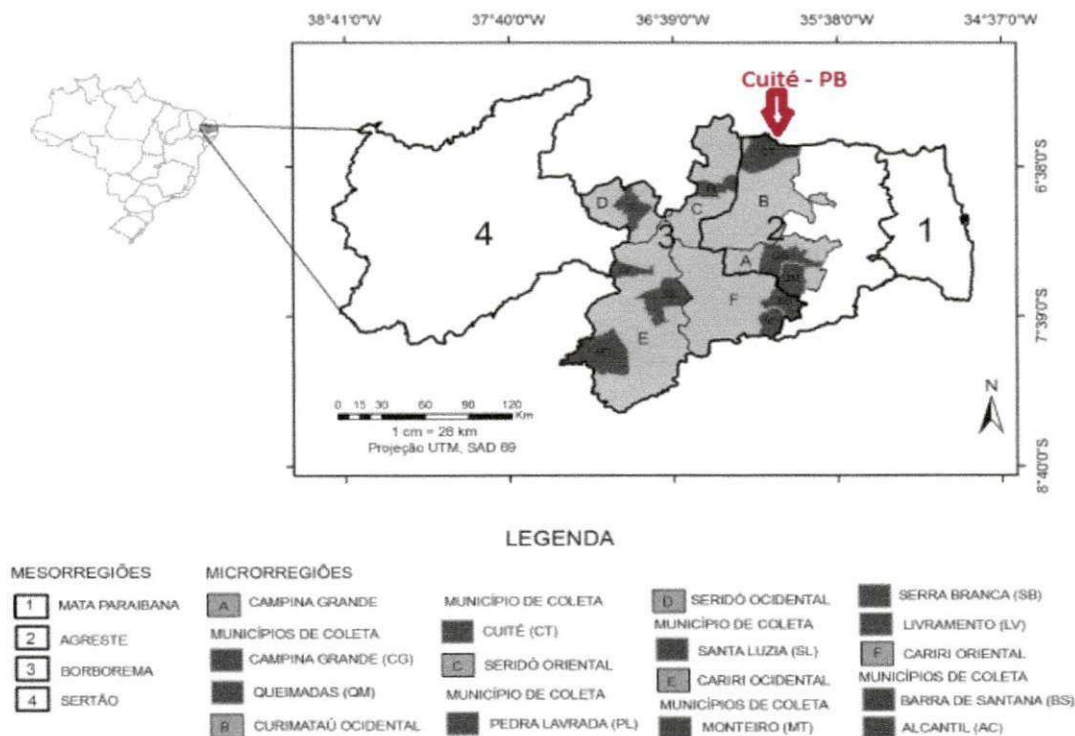 38°41'0"W 37°40'0"W 36°39'0"W 35°38'0"W 34°37'0"W
Cuité - PB
6°38'0"S
7°39'0"S
8°40'0"S
D
C
B
4
3
2
1
A
F
E
N
0 15 30 60 90 120
Km
1 cm = 28 km
Projeção UTM, SAD 69
LEGENDA
MESORREGIÕES
1 MATA PARAIBANA
2 AGRESTE
3 BORBOREMA
4 SERTÃO
MICRORREGIÕES
A CAMPINA GRANDE
MUNICÍPIOS DE COLETA
CAMPINA GRANDE (CG)
QUEIMADAS (QM)
B CURIMATAÚ OCIDENTAL
MUNICÍPIO DE COLETA
CUITÉ (CT)
C SERIDÓ ORIENTAL
MUNICÍPIO DE COLETA
PEDRA LAVRADA (PL)
D SERIDÓ OCIDENTAL
MUNICÍPIO DE COLETA
SANTA LUZIA (SL)
E CARIRI OCIDENTAL
MUNICÍPIOS DE COLETA
MONTEIRO (MT)
SERRA BRANCA (SB)
LIVRAMENTO (LV)
F CARIRI ORIENTAL
MUNICÍPIOS DE COLETA
BARRA DE SANTANA (BS)
ALCANTIL (AC)